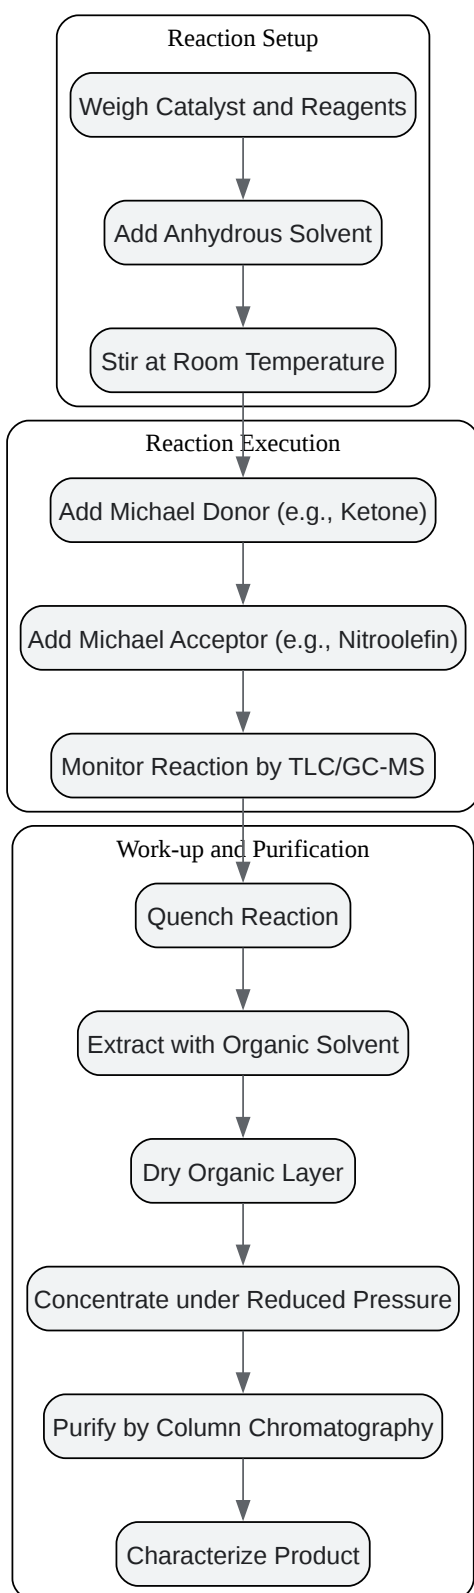 Reaction Setup
Weigh Catalyst and Reagents
Add Anhydrous Solvent
Stir at Room Temperature
Reaction Execution
Add Michael Donor (e.g., Ketone)
Add Michael Acceptor (e.g., Nitroolefin)
Monitor Reaction by TLC/GC-MS
Work-up and Purification
Quench Reaction
Extract with Organic Solvent
Dry Organic Layer
Concentrate under Reduced Pressure
Purify by Column Chromatography
Characterize Product